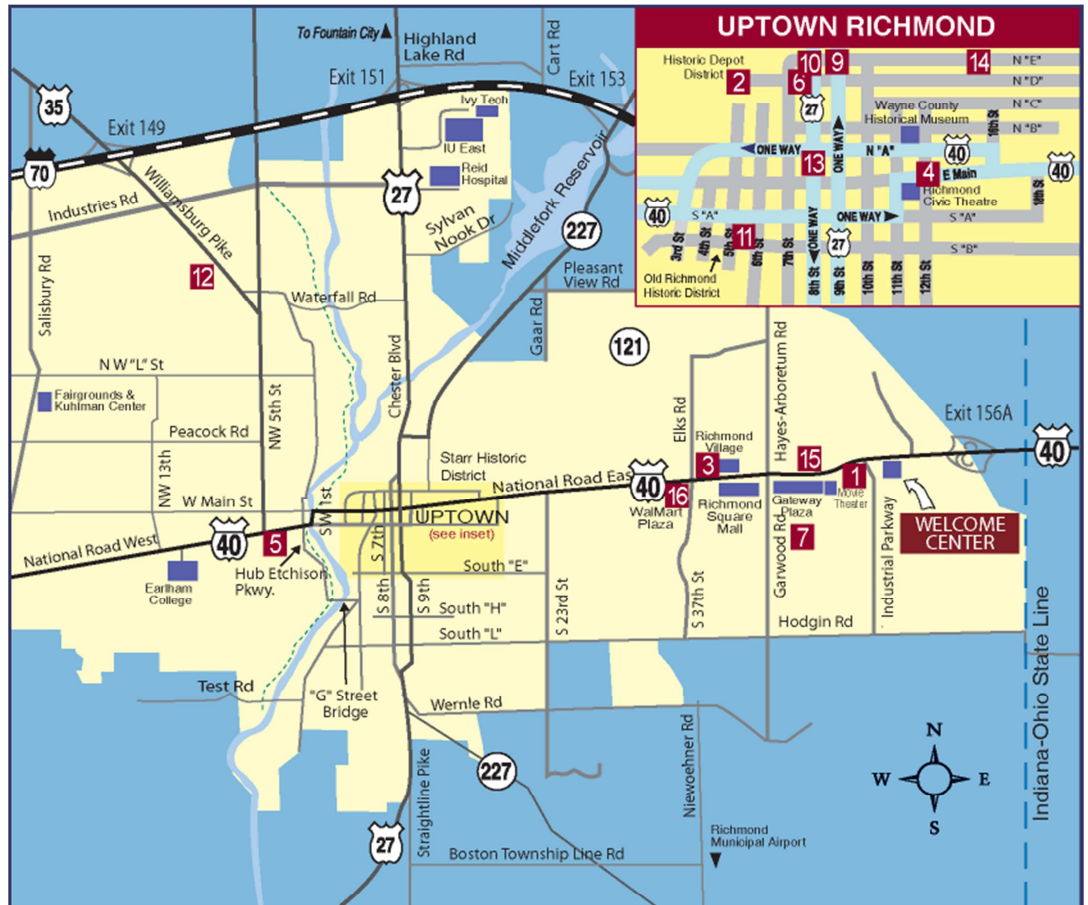 To Fountain City
Highland
Lake Rd
Cart Rd
Exit 151
Exit 153
35
Exit 149
70
Ivy Tech
IU East
Reid
Hospital
27
Industries Rd
Williamsburg Pike
Sylvan
Nook Dr
Middlefork Reservoir
227
Pleasant
View Rd
12
Salisbury Rd
Waterfall Rd
Gaar Rd
121
N W "L" St
Chester Blvd
Fairgrounds &
Kuhlman Center
NW 5th St
Peacock Rd
NW 13th
W Main St
SW 1st
Starr Historic
District
National Road East
40
UPTOWN
(see inset)
Elks Rd
Richmond
Village
3
16
WalMart
Plaza
Richmond
Square
Mall
Hayes-Arboretum Rd
15
1
Gateway
Plaza
Movie
Theater
7
Garwood Rd
Industrial Parkway
Exit 156A
40
WELCOME
CENTER
National Road West
40
5
Hub Etchison
Pkwy.
Earlham
College
S 7th
S 8th
S 9th
South "E"
South "H"
South "L"
S 23rd St
S 37th St
Hodgin Rd
Test Rd
"G" Street
Bridge
Wernle Rd
227
Straightline Pike
27
Niewoehner Rd
Boston Township Line Rd
Richmond
Municipal Airport
Indiana-Ohio State Line
N
W
E
S
UPTOWN RICHMOND
Historic Depot
District
2
10
9
6
14
N "E"
N "D"
N "C"
N "B"
27
Wayne County
Historical Museum
16th St
ONE WAY
ONE WAY
N "A"
40
13
4
E Main
40
Richmond
Civic Theatre
18th St
40
S "A"
ONE WAY
S "A"
11
ONE WAY
27
S "B"
3rd St
4th St
5th St
6th St
7th St
8th St
9th St
10th St
11th St
12th St
Old Richmond
Historic District